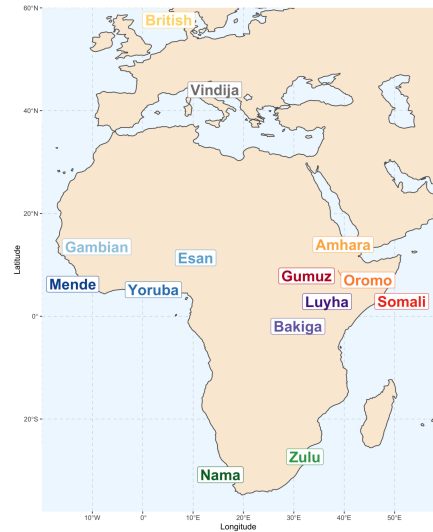 60°N
British
Vindija
40°N
Latitude
20°N
Gambian
Amhara
Esan
Gumuz
Oromo
Mende
Yoruba
Luyha
Somali
0°
Bakiga
20°S
Zulu
Nama
10°W 0° 10°E 20°E 30°E 40°E 50°E
Longitude